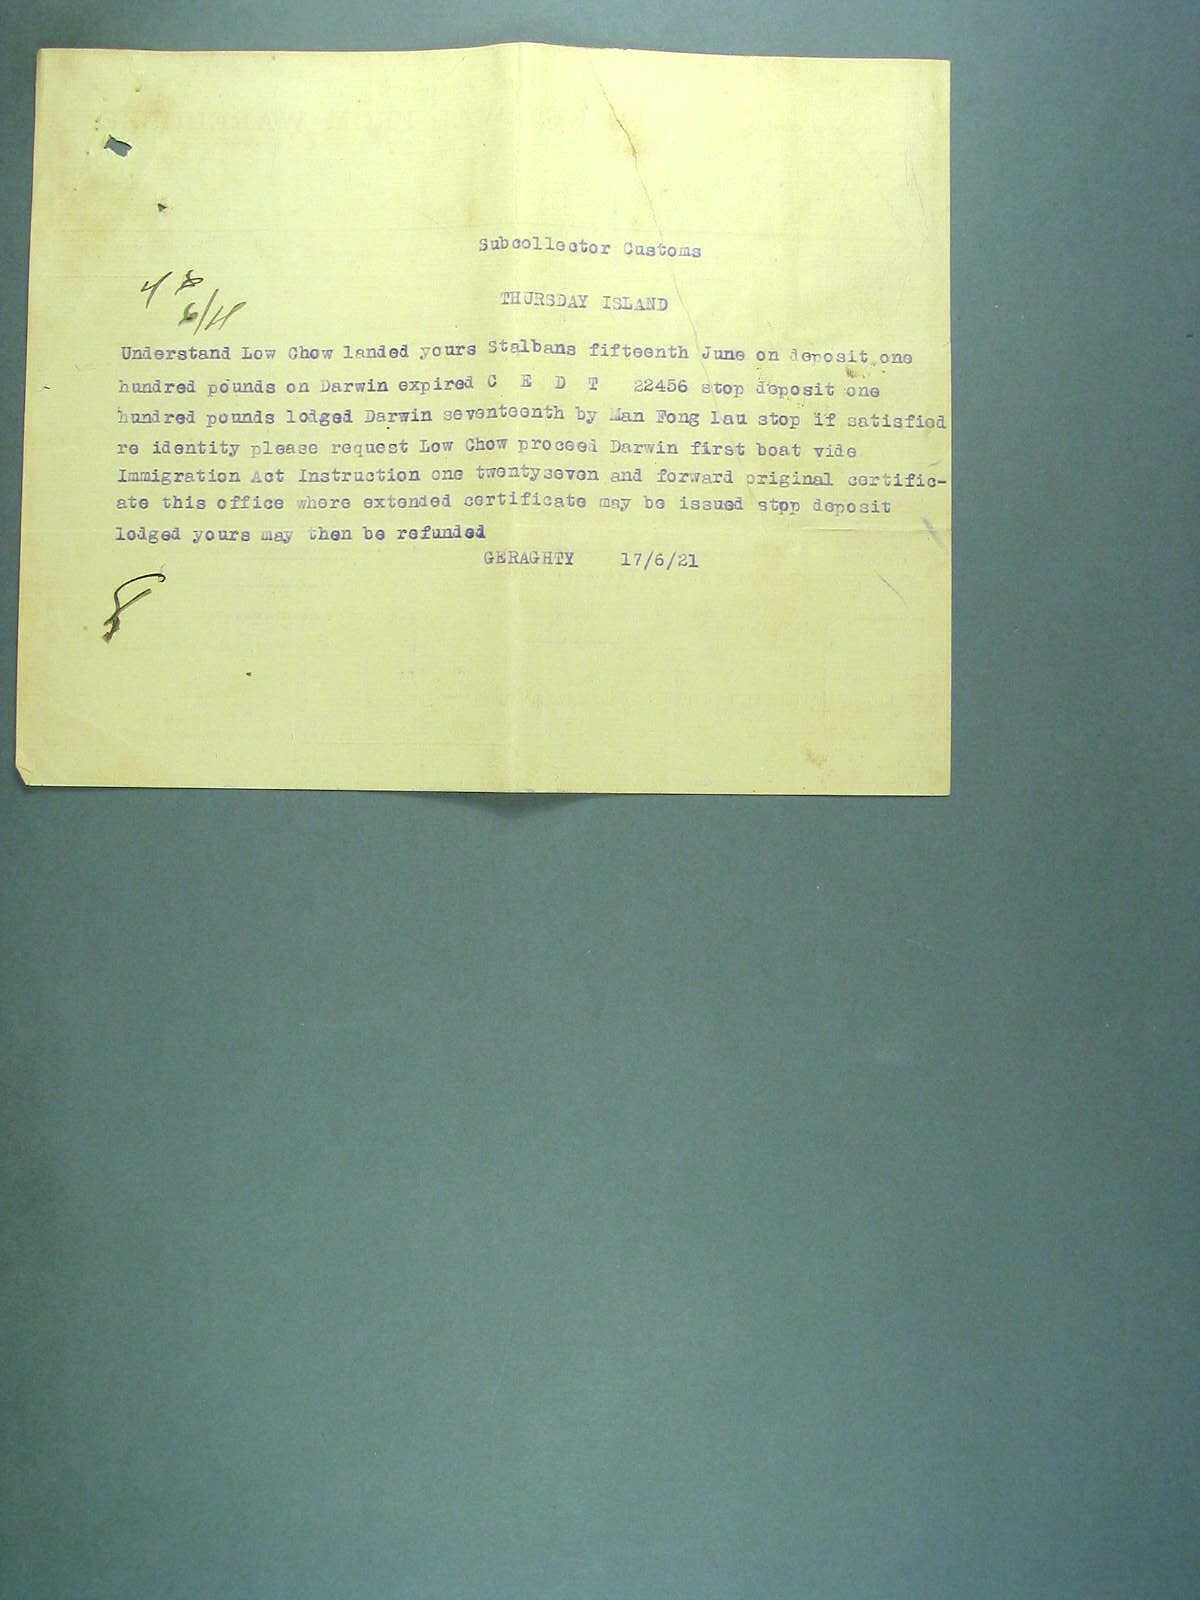 Subcollector Customs
THURSDAY ISLAND
Understand Low Chow landed yours Stalbans fifteenth June on deposit one
hundred pounds on Darwin expired C E D T 22456 stop deposit one
hundred pounds lodged Darwin seventeenth by Man Fong Lau stop if satisfied
re identity please request Low Chow proceed Darwin first boat vide
Immigration Act Instruction one twentyseven and forward original certific-
ate this office where extended certificate may be issued stop deposit
lodged yours may then be refunded
GERAGHTY 17/6/21